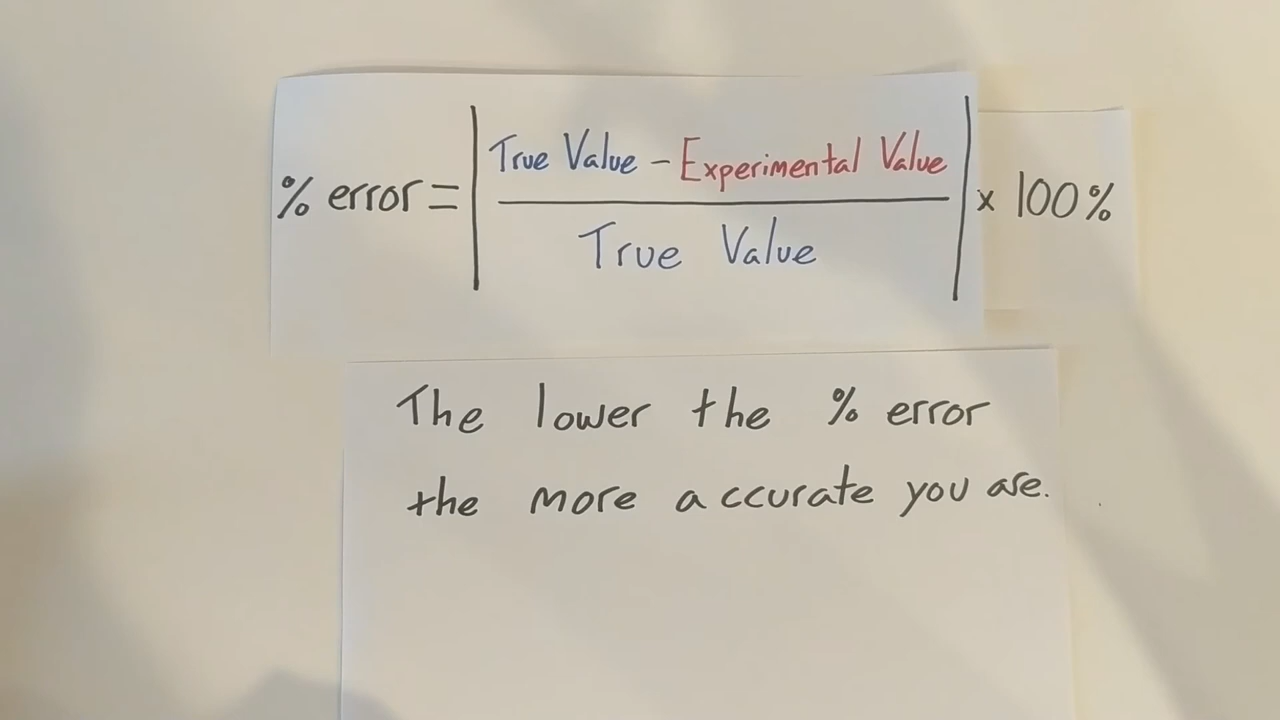 % error = | True Value - Experimental Value / True Value | x 100%
The lower the % error
the more accurate you are.